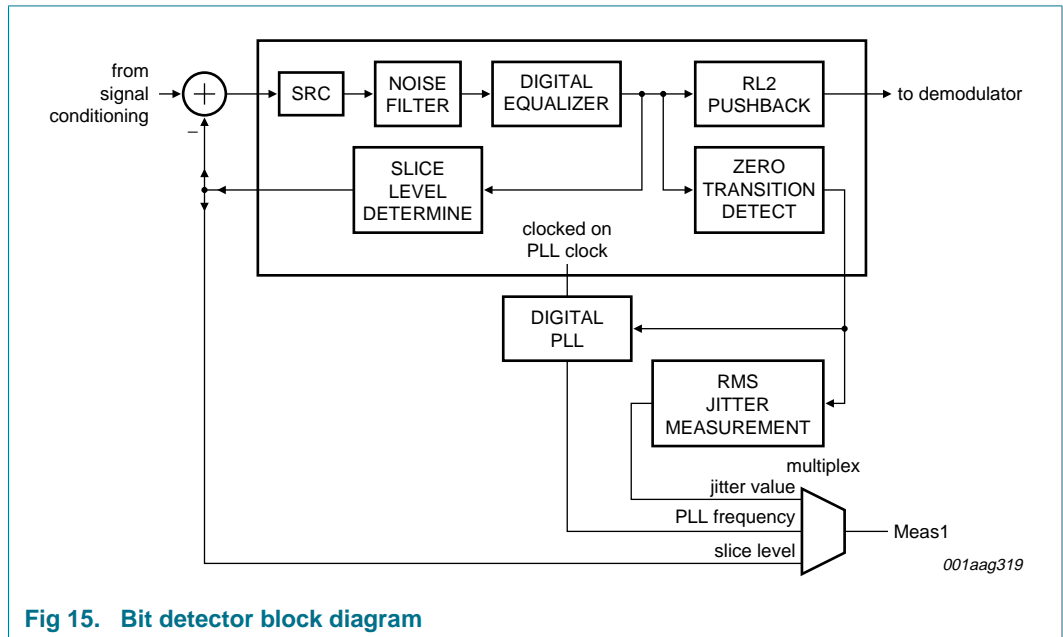 from
signal
conditioning
+
–
SRC
NOISE
FILTER
DIGITAL
EQUALIZER
RL2
PUSHBACK
to demodulator
SLICE
LEVEL
DETERMINE
ZERO
TRANSITION
DETECT
clocked on
PLL clock
DIGITAL
PLL
RMS
JITTER
MEASUREMENT
multiplex
jitter value
PLL frequency
slice level
Meas1
001aag319
Fig 15. Bit detector block diagram